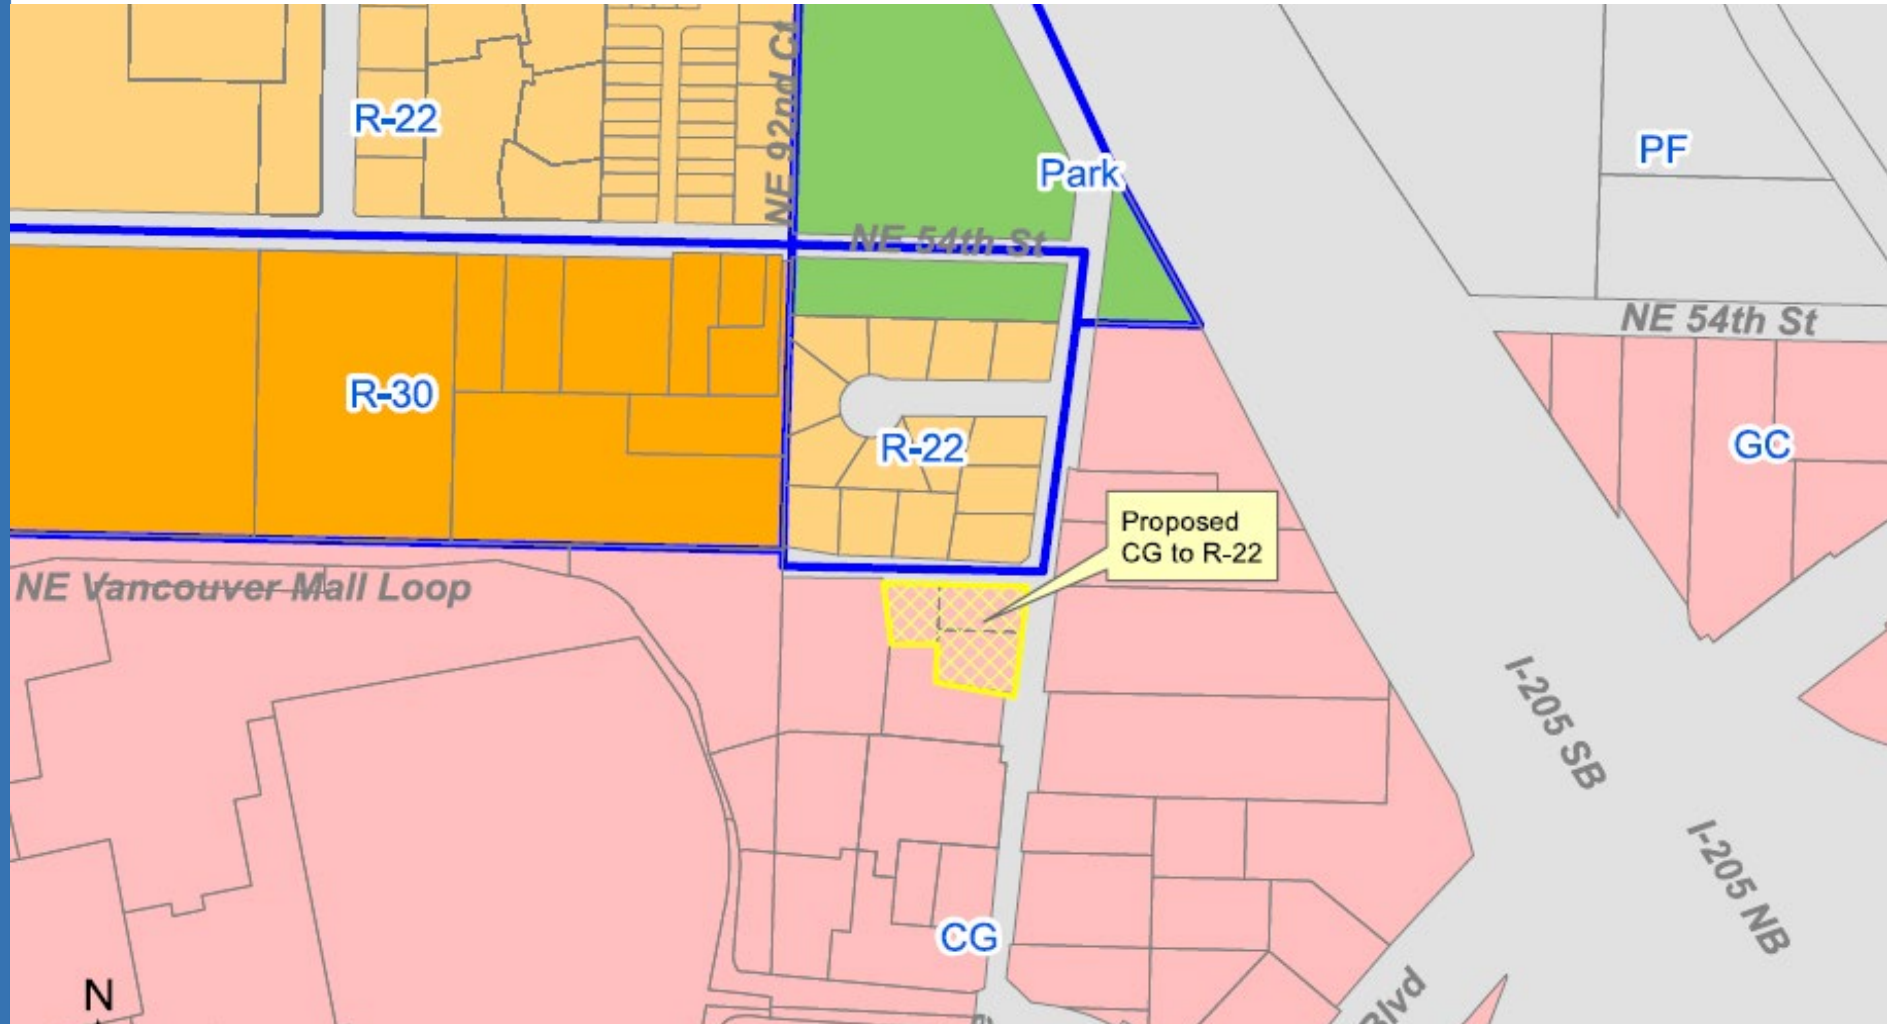 R-22
NE 92nd Ct
Park
PF
NE 54th St
NE 54th St
R-30
R-22
GC
Proposed
CG to R-22
NE Vancouver Mall Loop
I-205 SB
I-205 NB
CG
N
Blvd